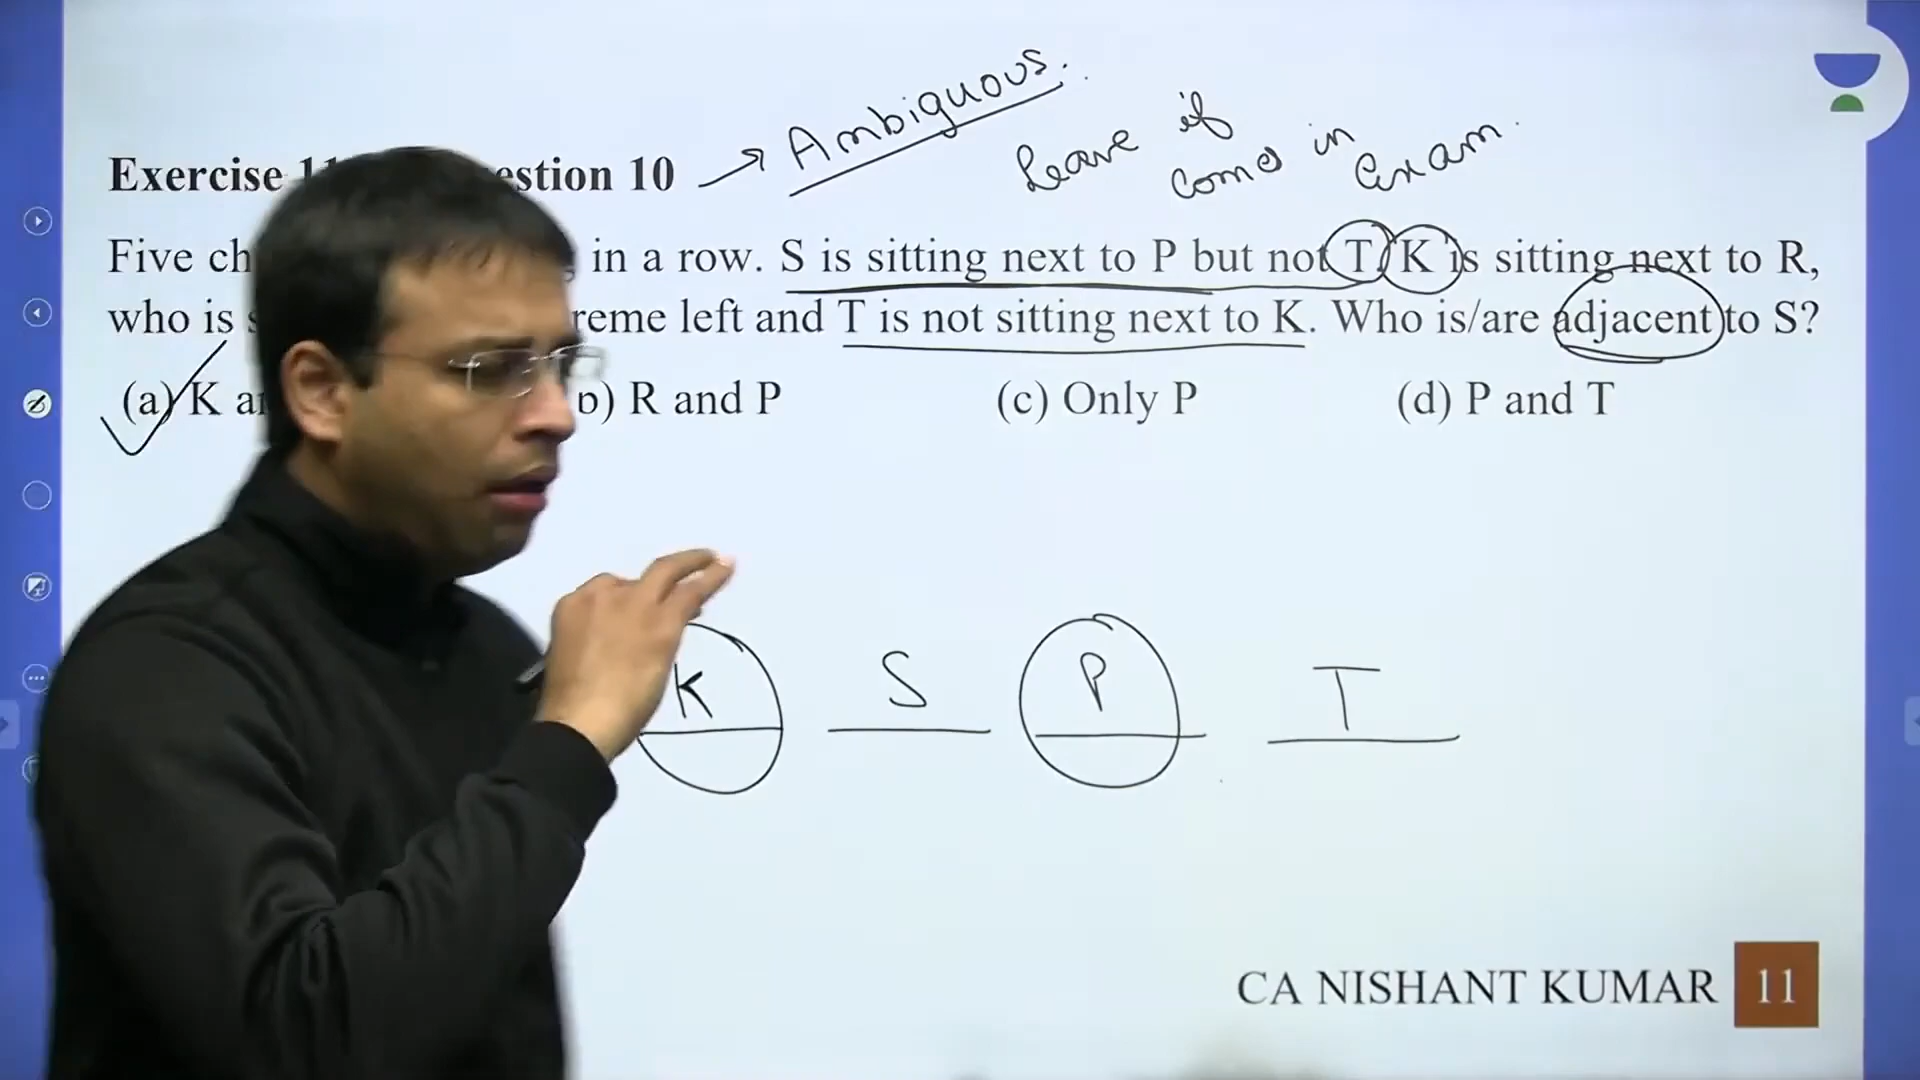 Ambiguous.
Leave if comes in exam.
Exercise 11 estion 10 →
Five ch in a row. S is sitting next to P but not T. K is sitting next to R,
who is s reme left and T is not sitting next to K. Who is/are adjacent to S?
(a) K a b) R and P (c) Only P (d) P and T
K S P T
CA NISHANT KUMAR 11